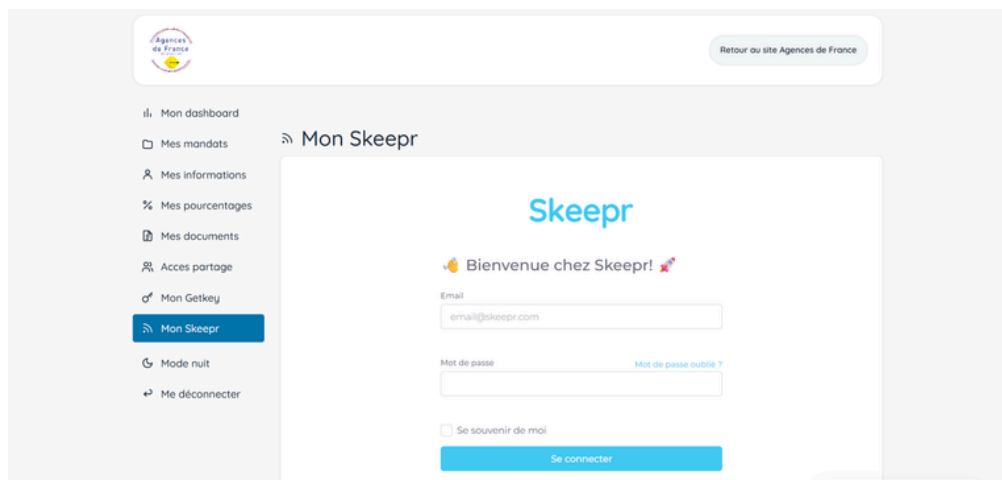 Agences
de France
Retour au site Agences de France
Mon dashboard
Mes mandats
Mes informations
Mes pourcentages
Mes documents
Acces partage
Mon Getkey
Mon Skeepr
Mode nuit
Me déconnecter
Mon Skeepr
Skeepr
Bienvenue chez Skeepr!
Email
email@skeepr.com
Mot de passe
Mot de passe oublié ?
Se souvenir de moi
Se connecter